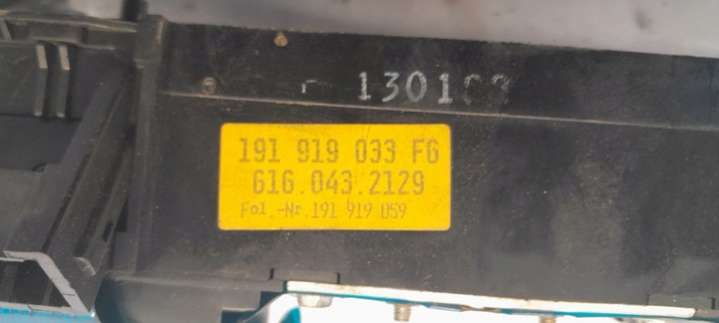 191 919 033 FG
616.043.2129
Fol.-Nr. 191 919 059